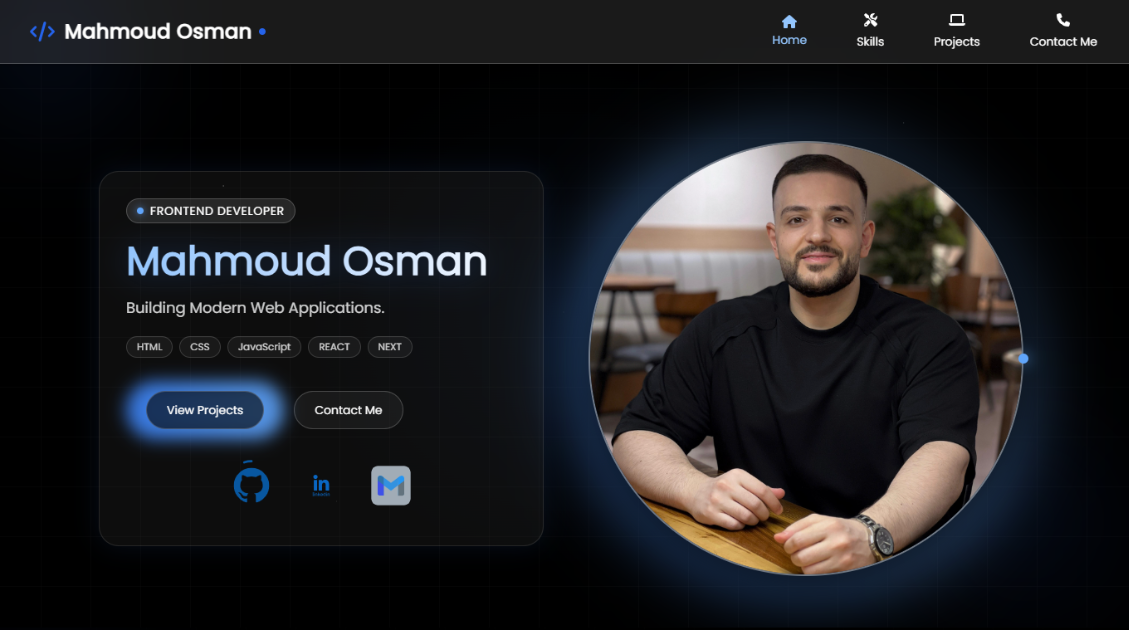 </> Mahmoud Osman
Home
Skills
Projects
Contact Me
FRONTEND DEVELOPER
Mahmoud Osman
Building Modern Web Applications.
HTML CSS JavaScript REACT NEXT
View Projects Contact Me
in